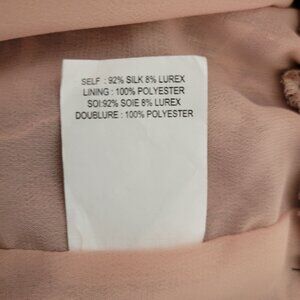 SELF : 92% SILK 8% LUREX
LINING : 100% POLYESTER
SOI:92% SOIE 8% LUREX
DOUBLURE : 100% POLYESTER